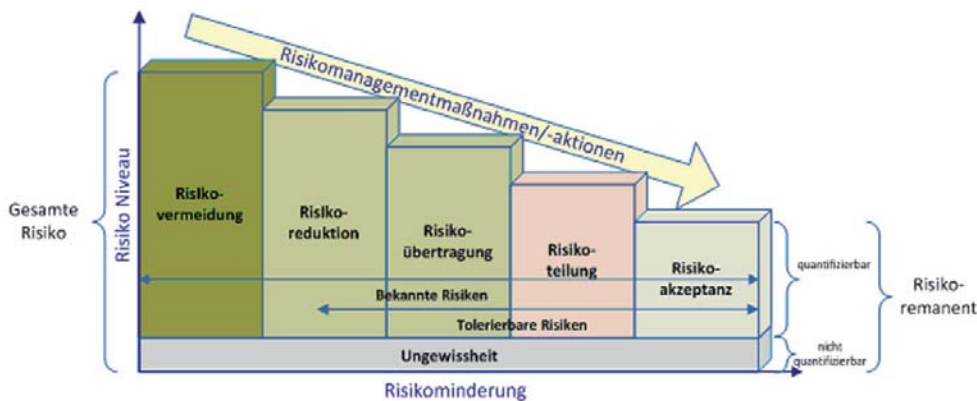 Risikomanagementmaßnahmen/-aktionen
Gesamte
Risiko
Risiko Niveau
Risiko-
vermeidung
Risiko-
reduktion
Risiko-
übertragung
Risiko-
teilung
Risiko-
akzeptanz
Bekannte Risiken
Tolerierbare Risiken
Ungewissheit
quantifizierbar
nicht
quantifizierbar
Risiko-
remanent
Risikominderung